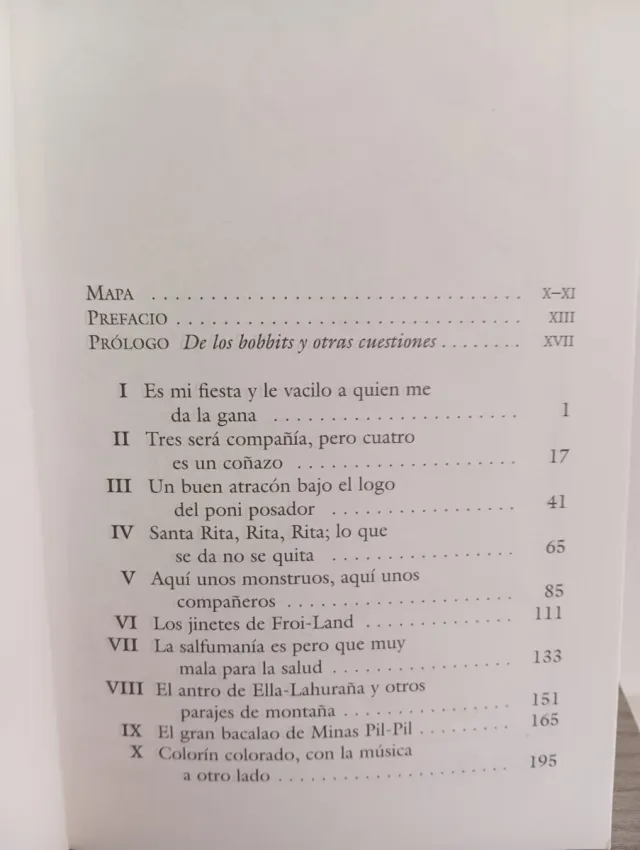 MAPA . . . . . . . . . . . . . . . . . . . . . . . . . . . . . . . . X–XI
PREFACIO . . . . . . . . . . . . . . . . . . . . . . . . . . . . . . XIII
PRÓLOGO De los bobbits y otras cuestiones . . . . . . . . XVII
I Es mi fiesta y le vacilo a quien me
da la gana . . . . . . . . . . . . . . . . . . . . . 1
II Tres será compañía, pero cuatro
es un coñazo . . . . . . . . . . . . . . . . . . . 17
III Un buen atracón bajo el logo
del poni posador . . . . . . . . . . . . . . . . 41
IV Santa Rita, Rita, Rita; lo que
se da no se quita . . . . . . . . . . . . . . . . 65
V Aquí unos monstruos, aquí unos
compañeros . . . . . . . . . . . . . . . . . . . . 85
VI Los jinetes de Froi-Land . . . . . . . . . . . . . 111
VII La salfumanía es pero que muy
mala para la salud . . . . . . . . . . . . . . . . 133
VIII El antro de Ella-Lahuraña y otros
parajes de montaña . . . . . . . . . . . . . . . 151
IX El gran bacalao de Minas Pil-Pil . . . . . . . . 165
X Colorín colorado, con la música
a otro lado . . . . . . . . . . . . . . . . . . . . 195